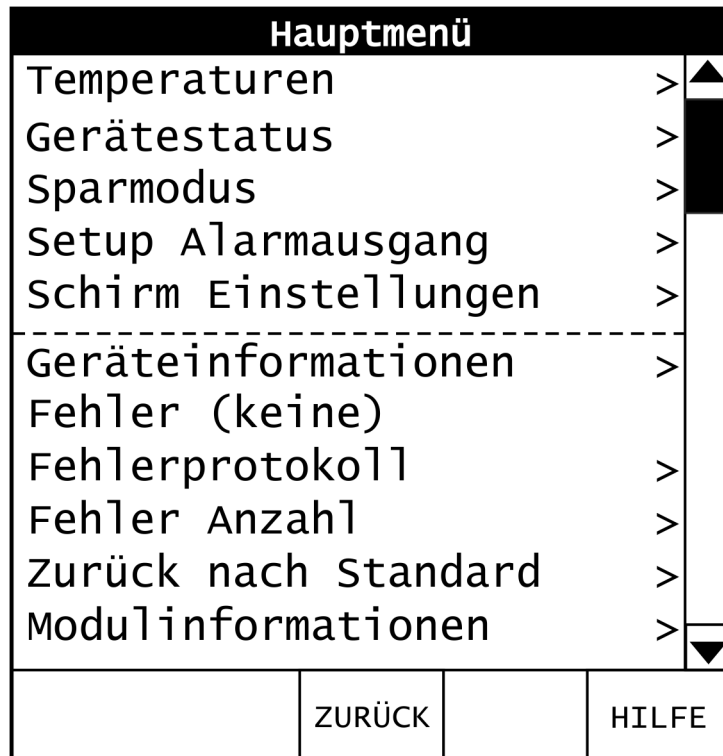 Hauptmenü
Temperaturen >
Gerätestatus >
Sparmodus >
Setup Alarmausgang >
Schirm Einstellungen >
Geräteinformationen >
Fehler (keine)
Fehlerprotokoll >
Fehler Anzahl >
Zurück nach Standard >
Modulinformationen >
ZURÜCK HILFE